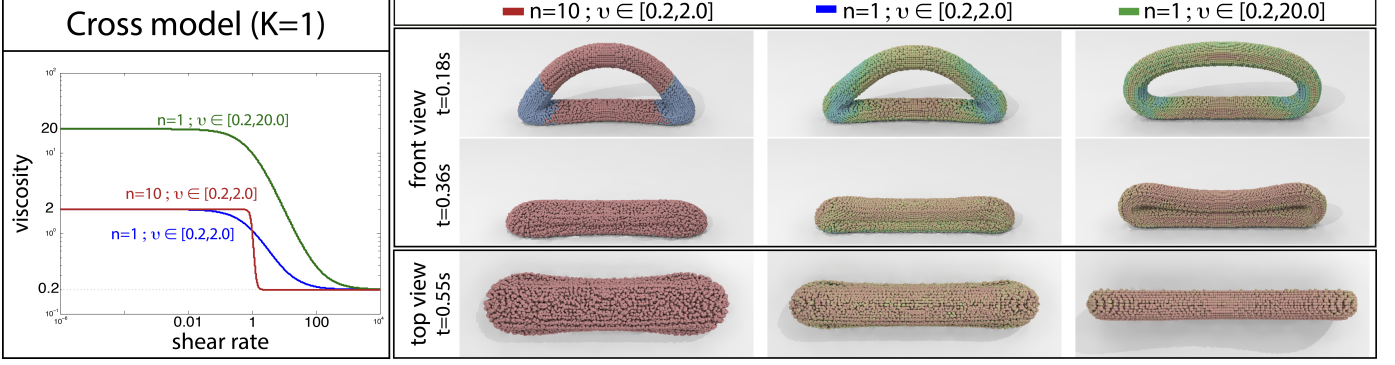 Cross model (K=1)
n=10 ; υ ∈ [0.2,2.0]
n=1 ; υ ∈ [0.2,2.0]
n=1 ; υ ∈ [0.2,20.0]
10²
20
n=1 ; υ ∈ [0.2,20.0]
10¹
n=10 ; υ ∈ [0.2,2.0]
2
n=1 ; υ ∈ [0.2,2.0]
10⁰
0.2
10⁻¹
0.01
1
100
10⁴
viscosity
shear rate
front view
t=0.18s
t=0.36s
top view
t=0.55s